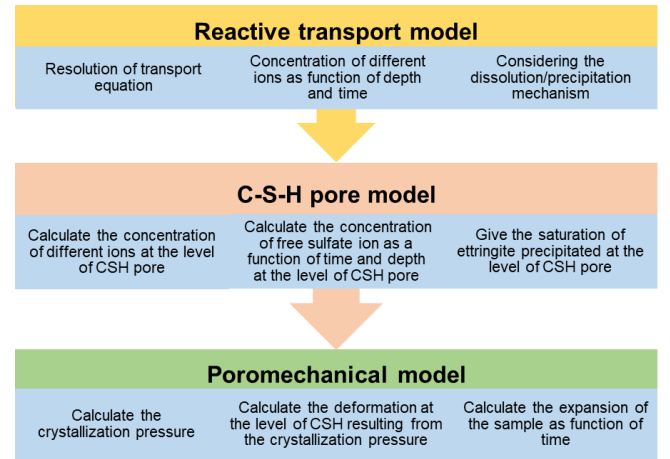 Reactive transport model
Resolution of transport
equation
Concentration of different
ions as function of depth
and time
Considering the
dissolution/precipitation
mechanism
C-S-H pore model
Calculate the concentration
of different ions at the level
of CSH pore
Calculate the concentration
of free sulfate ion as a
function of time and depth
at the level of CSH pore
Give the saturation of
ettringite precipitated at the
level of CSH pore
Poromechanical model
Calculate the
crystallization pressure
Calculate the deformation at
the level of CSH resulting from
the crystallization pressure
Calculate the expansion of
the sample as function of
time